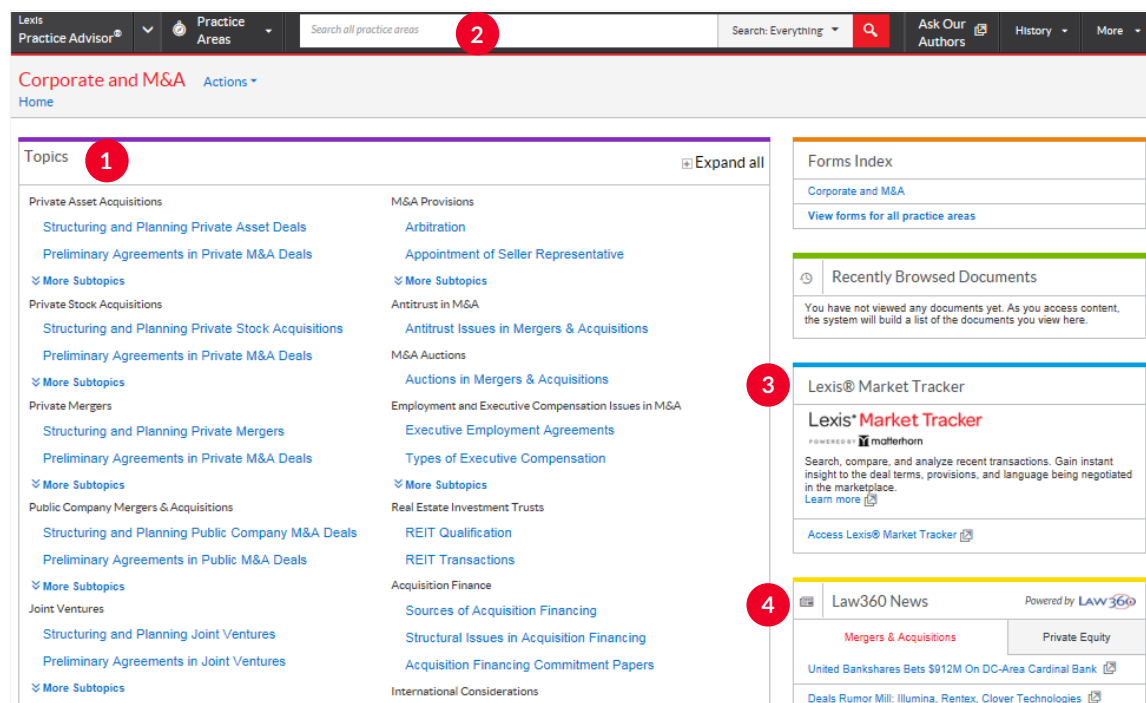 Lexis
Practice Advisor®
Practice
Areas
Search all practice areas
2
Search: Everything
Ask Our
Authors
History
More
Corporate and M&A
Actions
Home
Topics
1
Expand all
Private Asset Acquisitions
Structuring and Planning Private Asset Deals
Preliminary Agreements in Private M&A Deals
More Subtopics
Private Stock Acquisitions
Structuring and Planning Private Stock Acquisitions
Preliminary Agreements in Private M&A Deals
More Subtopics
Private Mergers
Structuring and Planning Private Mergers
Preliminary Agreements in Private M&A Deals
More Subtopics
Public Company Mergers & Acquisitions
Structuring and Planning Public Company M&A Deals
Preliminary Agreements in Public M&A Deals
More Subtopics
Joint Ventures
Structuring and Planning Joint Ventures
Preliminary Agreements in Joint Ventures
More Subtopics
M&A Provisions
Arbitration
Appointment of Seller Representative
More Subtopics
Antitrust in M&A
Antitrust Issues in Mergers & Acquisitions
M&A Auctions
Auctions in Mergers & Acquisitions
Employment and Executive Compensation Issues in M&A
Executive Employment Agreements
Types of Executive Compensation
More Subtopics
Real Estate Investment Trusts
REIT Qualification
REIT Transactions
Acquisition Finance
Sources of Acquisition Financing
Structural Issues in Acquisition Financing
Acquisition Financing Commitment Papers
International Considerations
Forms Index
Corporate and M&A
View forms for all practice areas
Recently Browsed Documents
You have not viewed any documents yet. As you access content,
the system will build a list of the documents you view here.
3
Lexis® Market Tracker
Lexis® Market Tracker
POWERED BY matterhorn
Search, compare, and analyze recent transactions. Gain instant
insight to the deal terms, provisions, and language being negotiated
in the marketplace.
Learn more
Access Lexis® Market Tracker
4
Law360 News
Powered by LAW360
Mergers & Acquisitions
Private Equity
United Bankshares Bets $912M On DC-Area Cardinal Bank
Deals Rumor Mill: Illumina, Rentex, Clover Technologies